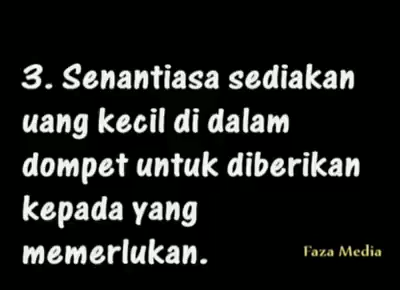 3. Senantiasa sediakan
uang kecil di dalam
dompet untuk diberikan
kepada yang
memerlukan.
Faza Media